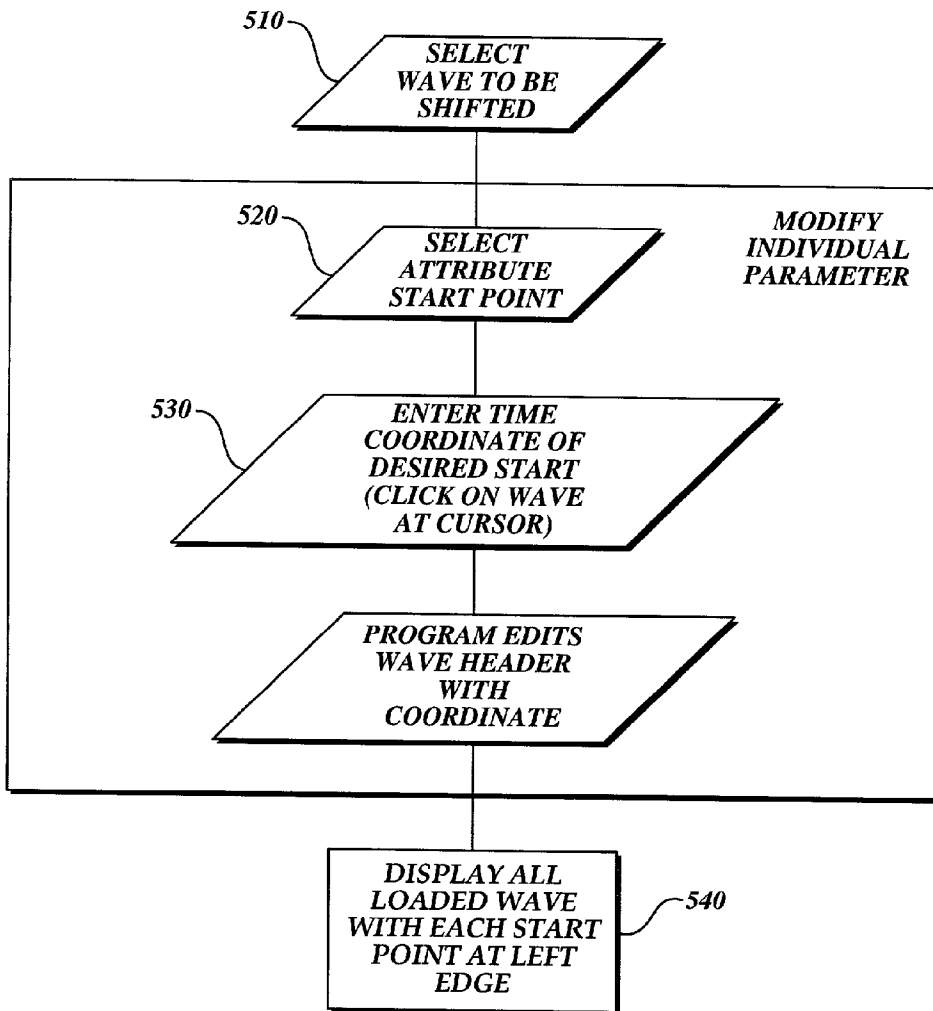 510
SELECT
WAVE TO BE
SHIFTED
520
SELECT
ATTRIBUTE
START POINT
MODIFY
INDIVIDUAL
PARAMETER
530
ENTER TIME
COORDINATE OF
DESIRED START
(CLICK ON WAVE
AT CURSOR)
PROGRAM EDITS
WAVE HEADER
WITH
COORDINATE
DISPLAY ALL
LOADED WAVE
WITH EACH START
POINT AT LEFT
EDGE
540